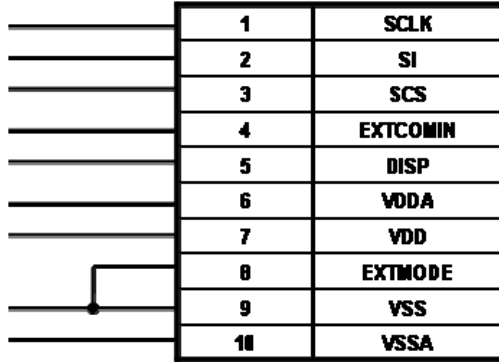 1 SCLK
2 SI
3 SCS
4 EXTCOMIN
5 DISP
6 VDDA
7 VDD
8 EXTMODE
9 VSS
10 VSSA